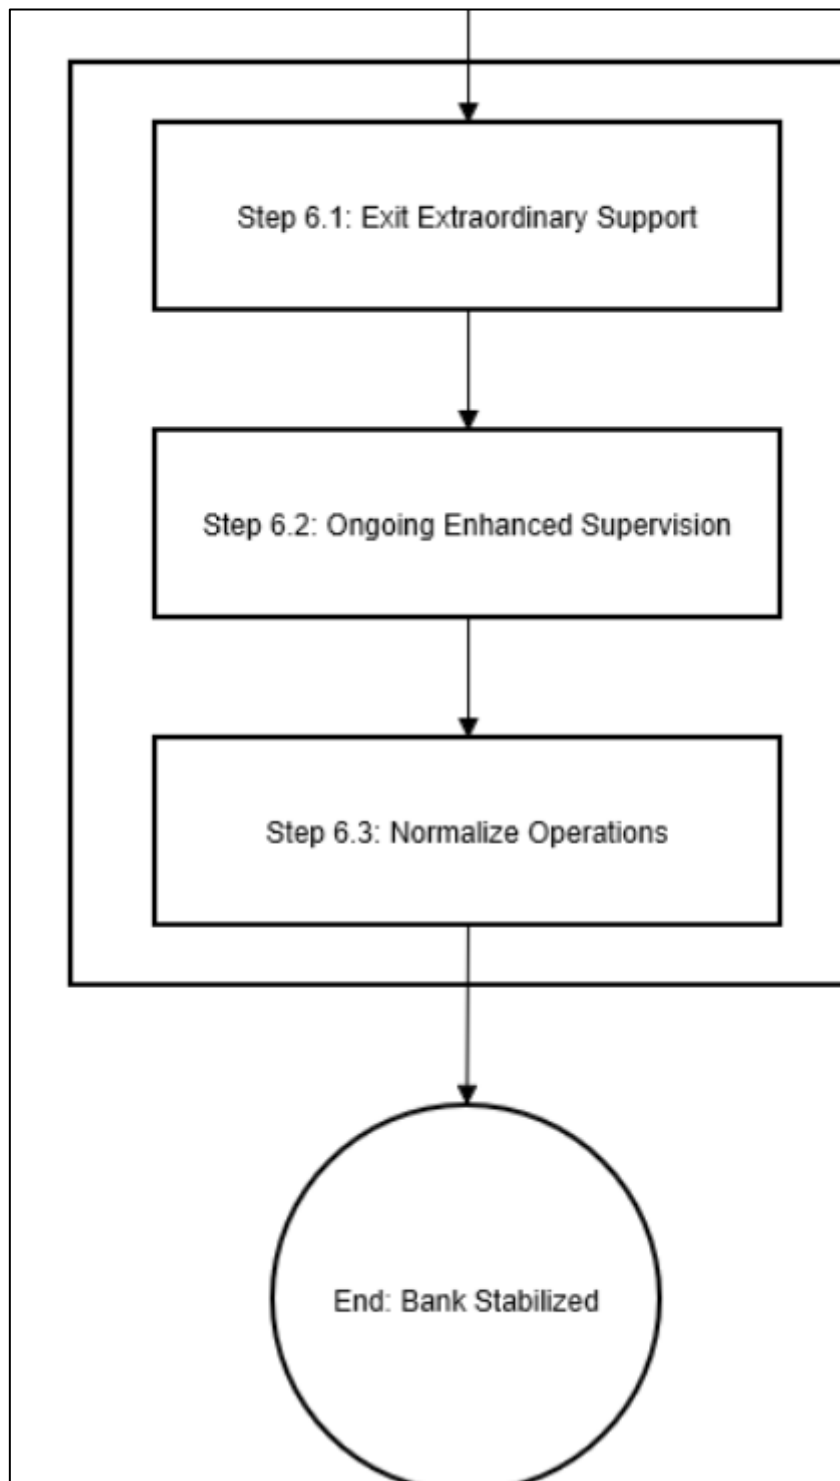 Step 6.1: Exit Extraordinary Support
Step 6.2: Ongoing Enhanced Supervision
Step 6.3: Normalize Operations
End: Bank Stabilized